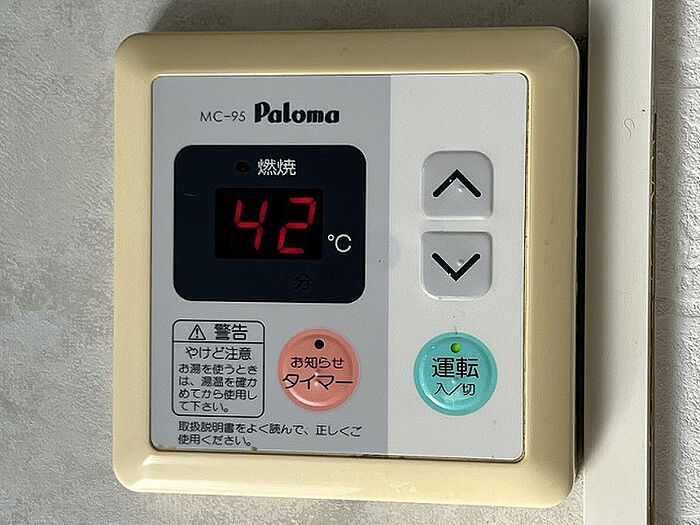 MC-95 Paloma
燃焼
42 ℃
分
警告
やけど注意
お湯を使うとき
は、湯温を確か
めてから使用し
て下さい。
お知らせ
タイマー
運転
入/切
取扱説明書をよく読んで、正しくご
使用ください。